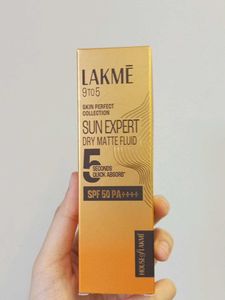 LAKMĒ
9 TO 5
SKIN PERFECT
COLLECTION
SUN EXPERT
DRY MATTE FLUID
5 SECONDS
QUICK ABSORB*
SPF 50 PA++++
HOUSE OF LAKMĒ